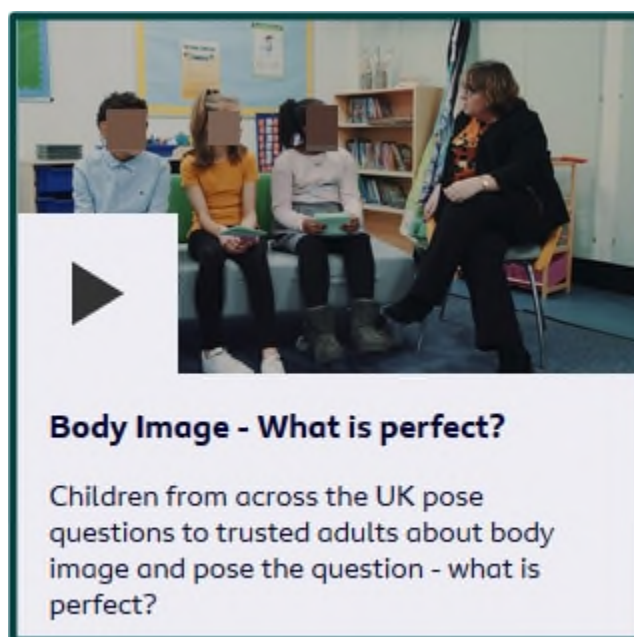 Body Image - What is perfect?
Children from across the UK pose
questions to trusted adults about body
image and pose the question - what is
perfect?